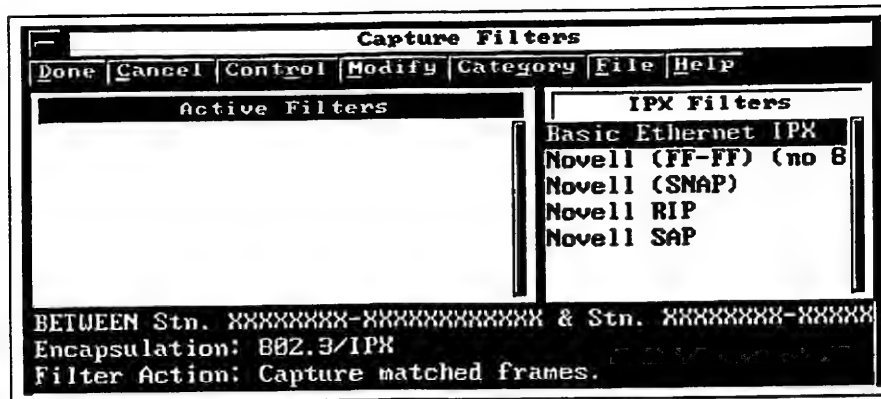 Capture Filters
Done Cancel Control Modify Category File Help
Active Filters
IPX Filters
Basic Ethernet IPX
Novell (FF-FF) (no 8
Novell (SNAP)
Novell RIP
Novell SAP
BETWEEN Stn. XXXXXXXX-XXXXXXXXXXXX & Stn. XXXXXXXX-XXXXX
Encapsulation: 802.3/IPX
Filter Action: Capture matched frames.